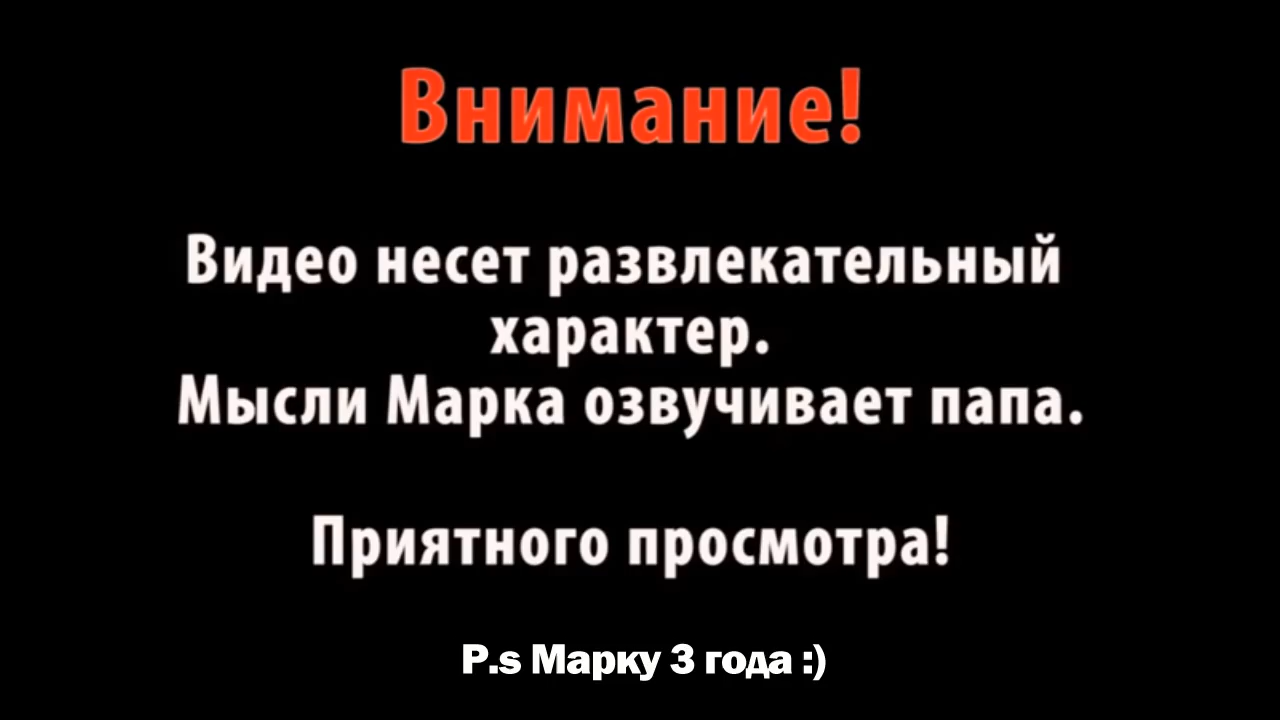 Внимание!
Видео несет развлекательный
характер.
Мысли Марка озвучивает папа.
Приятного просмотра!
P.s Марку 3 года :)